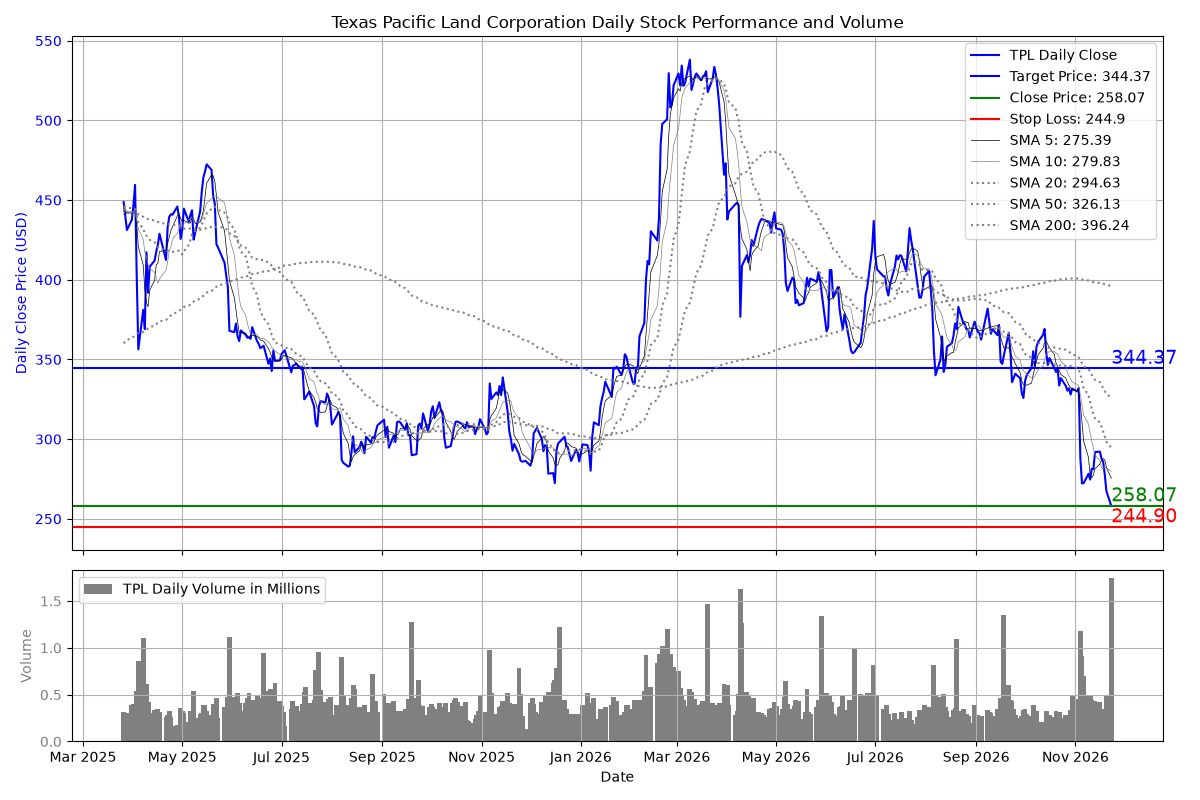 Texas Pacific Land Corporation Daily Stock Performance and Volume
Daily Close Price (USD)
550
500
450
400
350
300
250
TPL Daily Close
Target Price: 344.37
Close Price: 258.07
Stop Loss: 244.9
SMA 5: 275.39
SMA 10: 279.83
SMA 20: 294.63
SMA 50: 326.13
SMA 200: 396.24
344.37
258.07
244.90
TPL Daily Volume in Millions
Volume
1.5
1.0
0.5
0.0
Mar 2025 May 2025 Jul 2025 Sep 2025 Nov 2025 Jan 2026 Mar 2026 May 2026 Jul 2026 Sep 2026 Nov 2026
Date